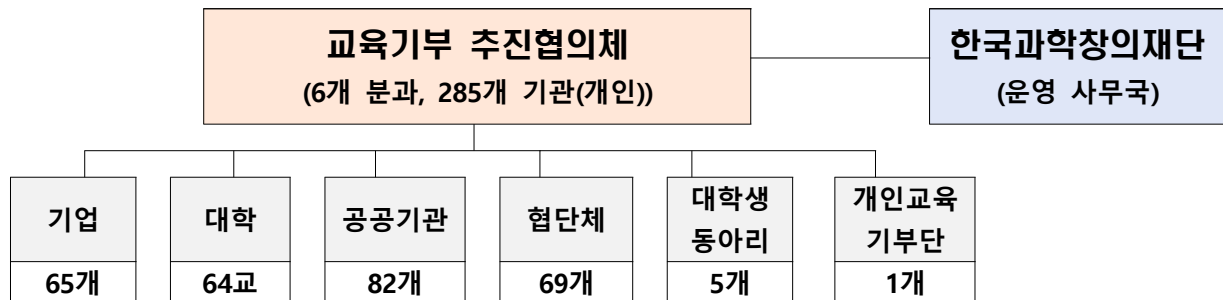 교육기부 추진협의체
(6개 분과, 285개 기관(개인))
한국과학창의재단
(운영 사무국)
기업
대학
공공기관
협단체
대학생
동아리
개인교육
기부단
65개
64교
82개
69개
5개
1개